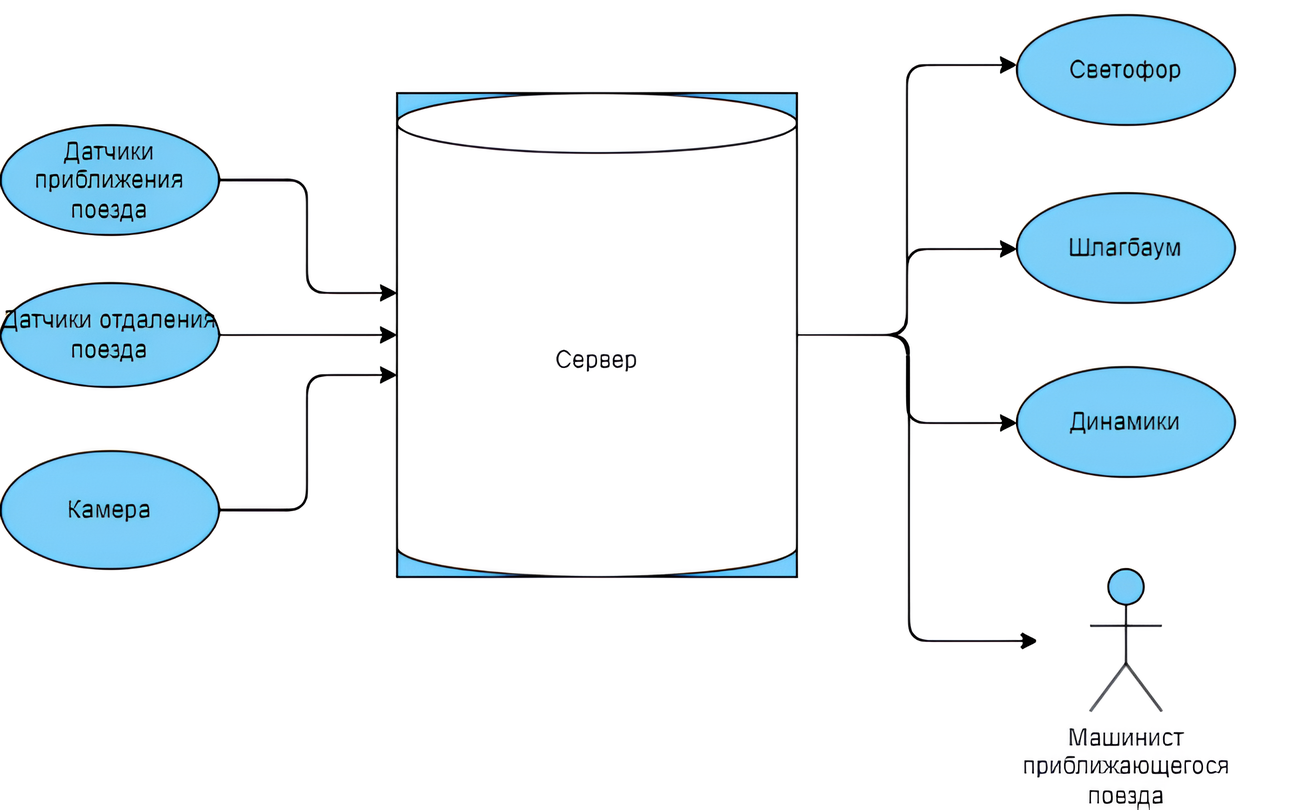 Датчики
приближения
поезда
Датчики отдаления
поезда
Камера
Сервер
Светофор
Шлагбаум
Динамики
Машинист
приближающегося
поезда